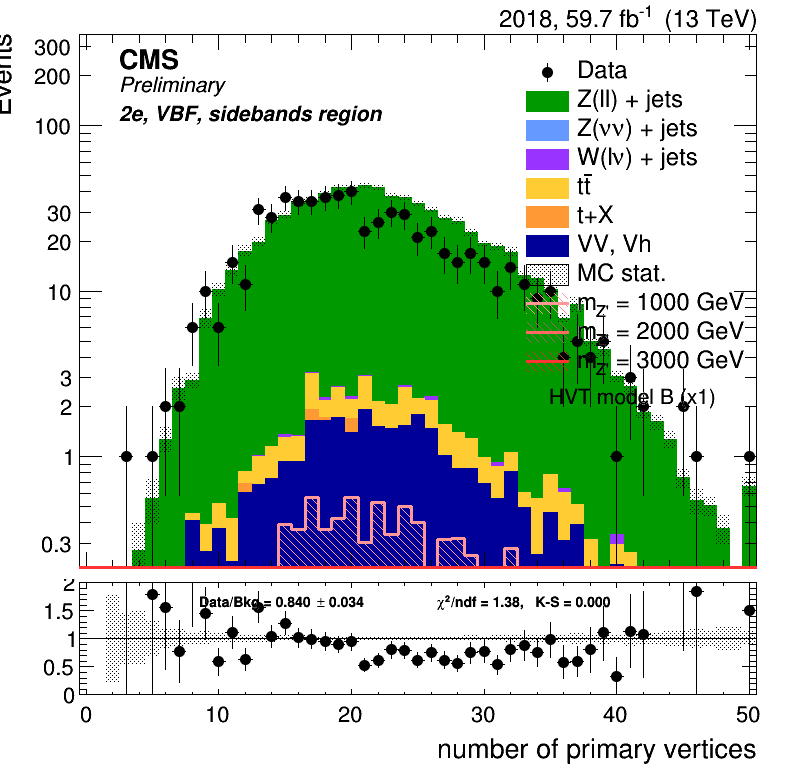 2018, 59.7 fb⁻¹ (13 TeV)
Events
CMS
Preliminary
2e, VBF, sidebands region
Data
Z(ll) + jets
Z(νν) + jets
W(lν) + jets
tt̄
t+X
VV, Vh
MC stat.
m_Z' = 1000 GeV
m_Z' = 2000 GeV
m_Z' = 3000 GeV
HVT model B (x1)
300
200
100
30
20
10
3
2
1
0.3
Data/Bkg = 0.840 ± 0.034
χ²/ndf = 1.38, K-S = 0.000
2
1.5
1
0.5
0
0 10 20 30 40 50
number of primary vertices